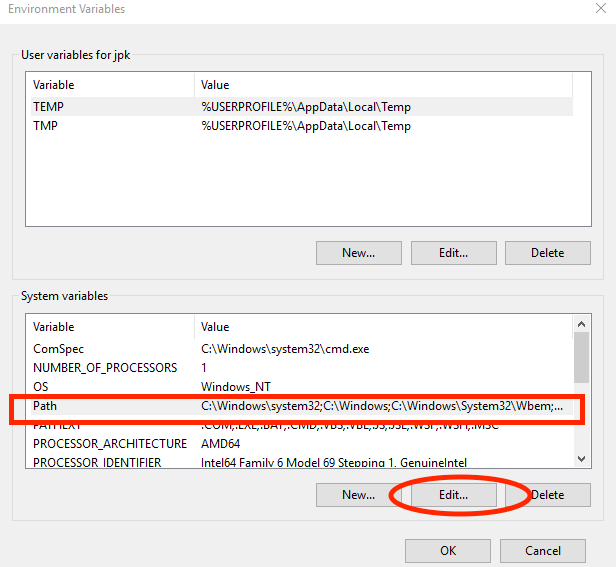 Environment Variables
User variables for jpk
Variable Value
TEMP %USERPROFILE%\AppData\Local\Temp
TMP %USERPROFILE%\AppData\Local\Temp
New... Edit... Delete
System variables
Variable Value
ComSpec C:\Windows\system32\cmd.exe
NUMBER_OF_PROCESSORS 1
OS Windows_NT
Path C:\Windows\system32;C:\Windows;C:\Windows\System32\Wbem;...
PATHEXT .COM;.EXE;.BAT;.CMD;.VBS;.VBE;.JS;.JSE;.WSF;.WSH;.MSC
PROCESSOR_ARCHITECTURE AMD64
PROCESSOR_IDENTIFIER Intel64 Family 6 Model 69 Stepping 1, GenuineIntel
New... Edit... Delete
OK Cancel